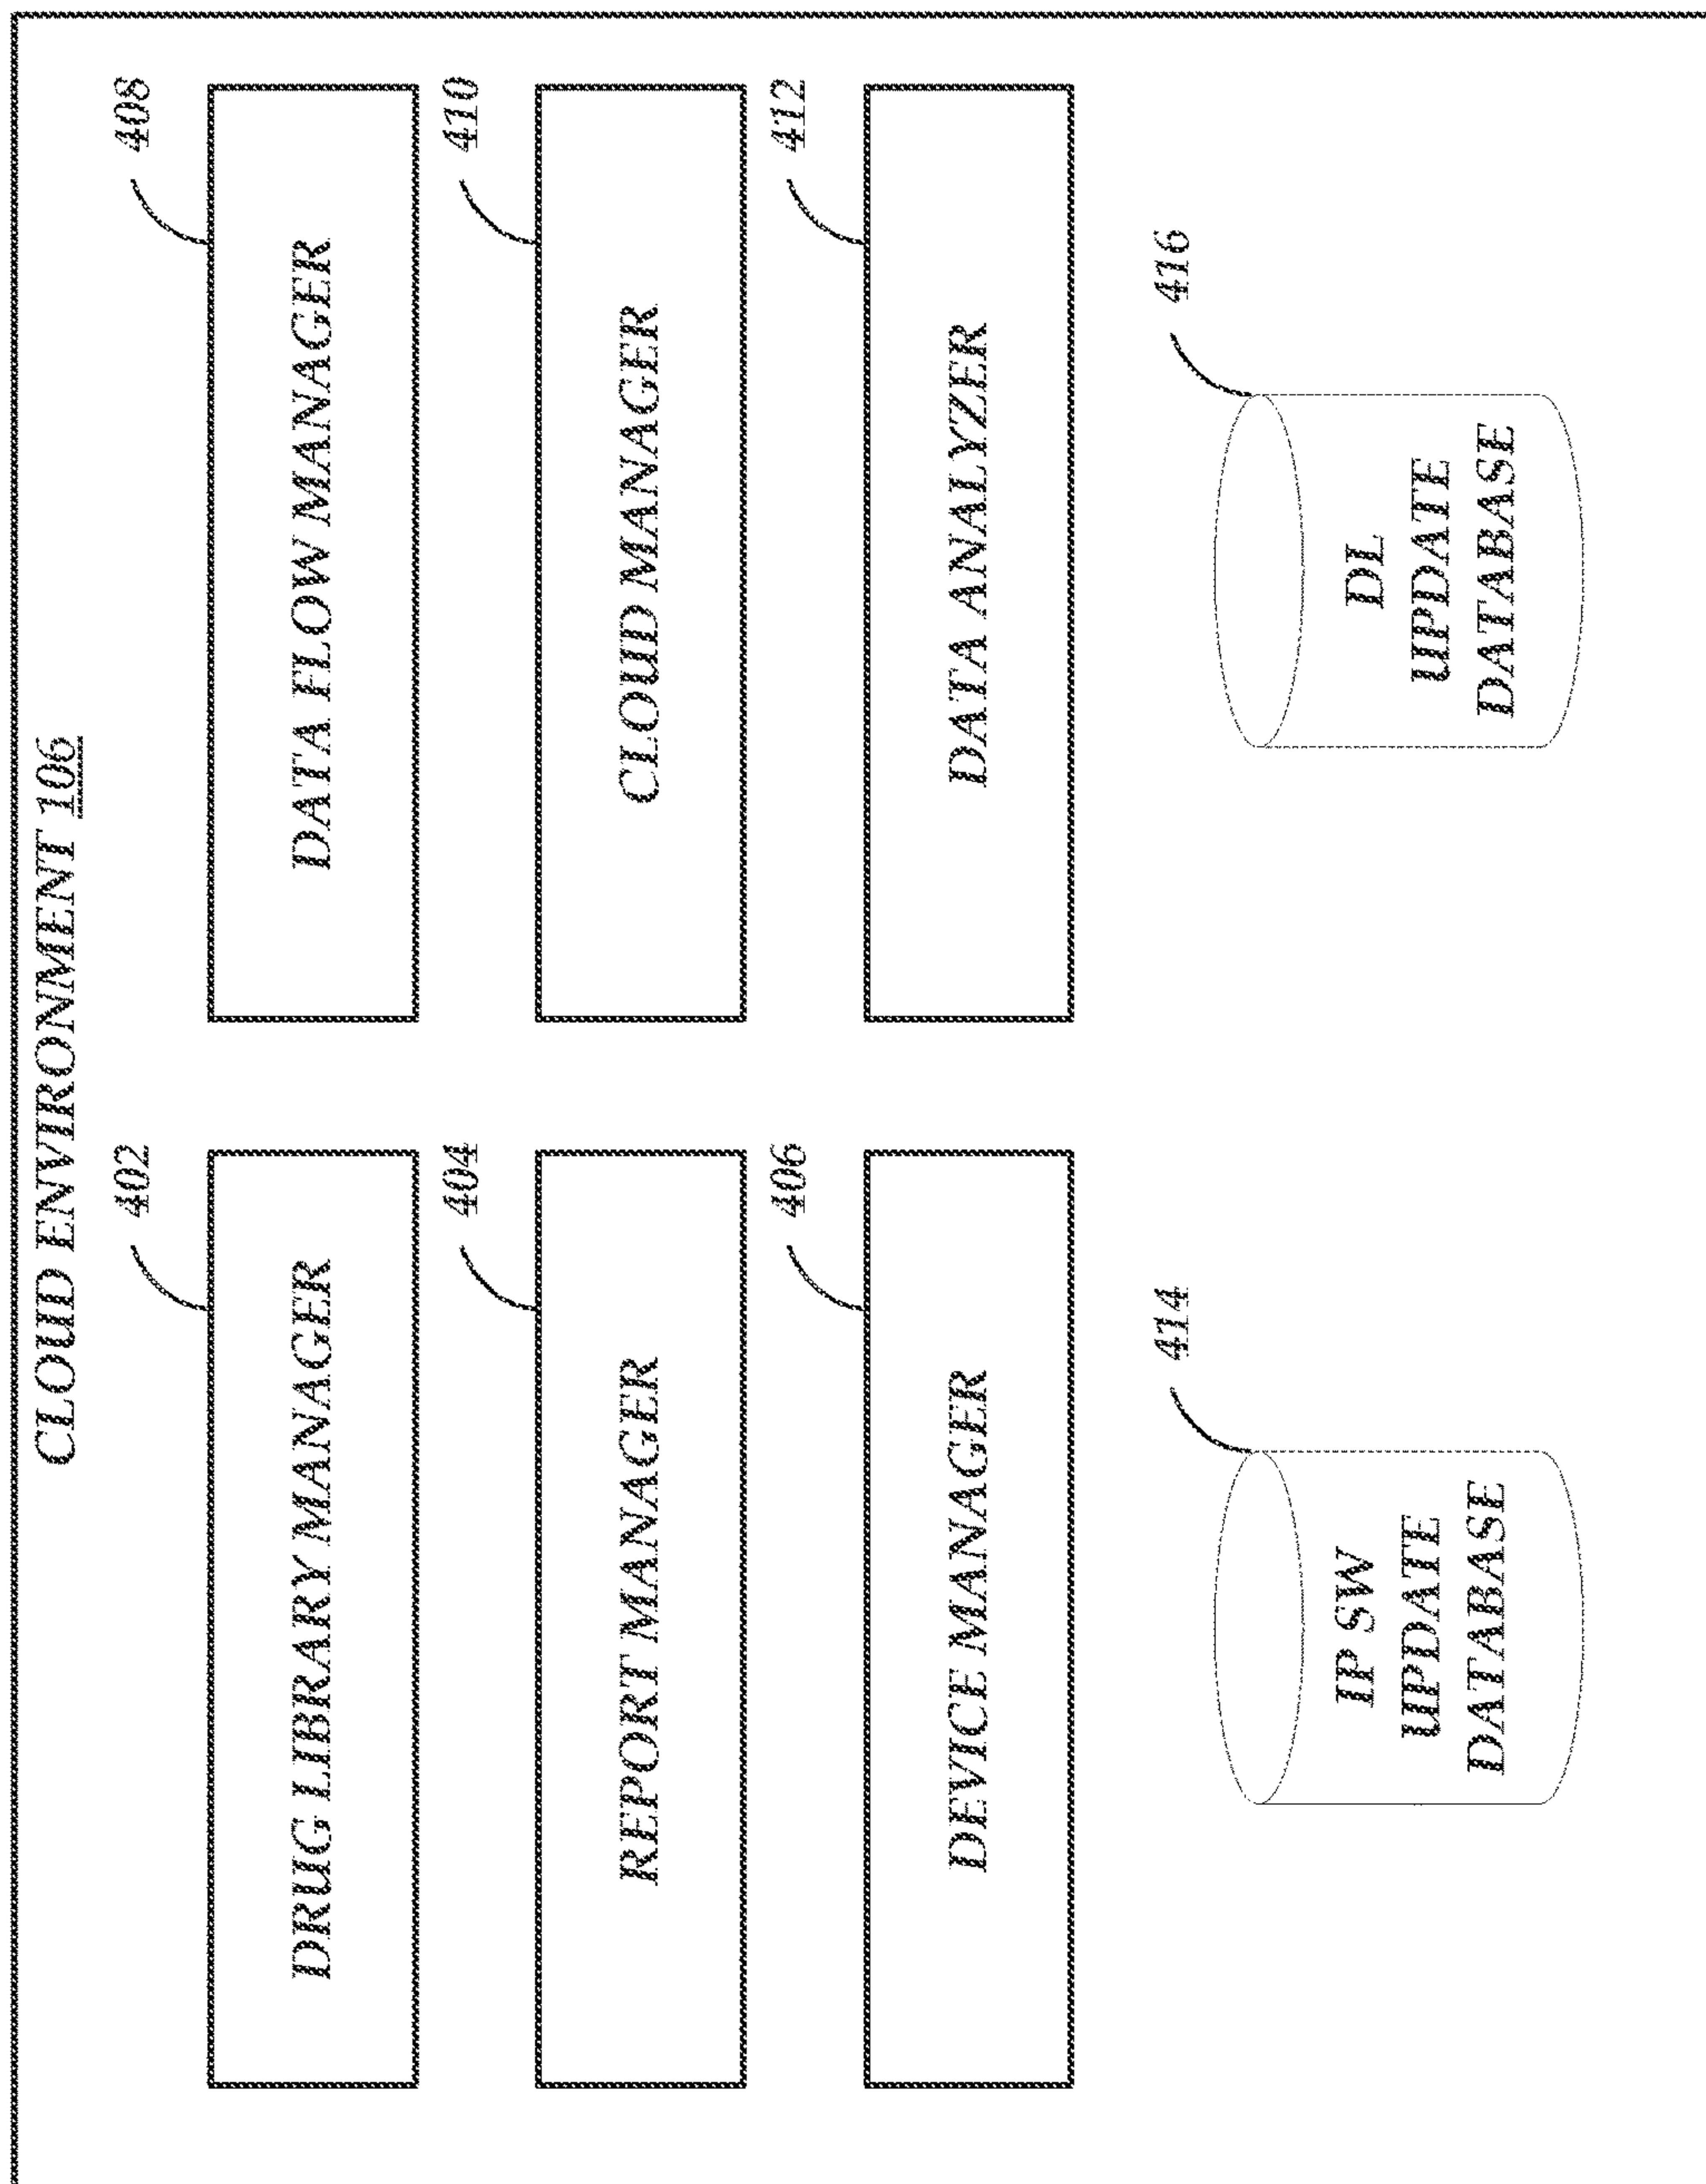 CLOUD ENVIRONMENT 106
402
408
DRUG LIBRARY MANAGER
DATA FLOW MANAGER
404
410
REPORT MANAGER
CLOUD MANAGER
406
412
DEVICE MANAGER
DATA ANALYZER
414
416
IP SW
UPDATE
DATABASE
DL
UPDATE
DATABASE